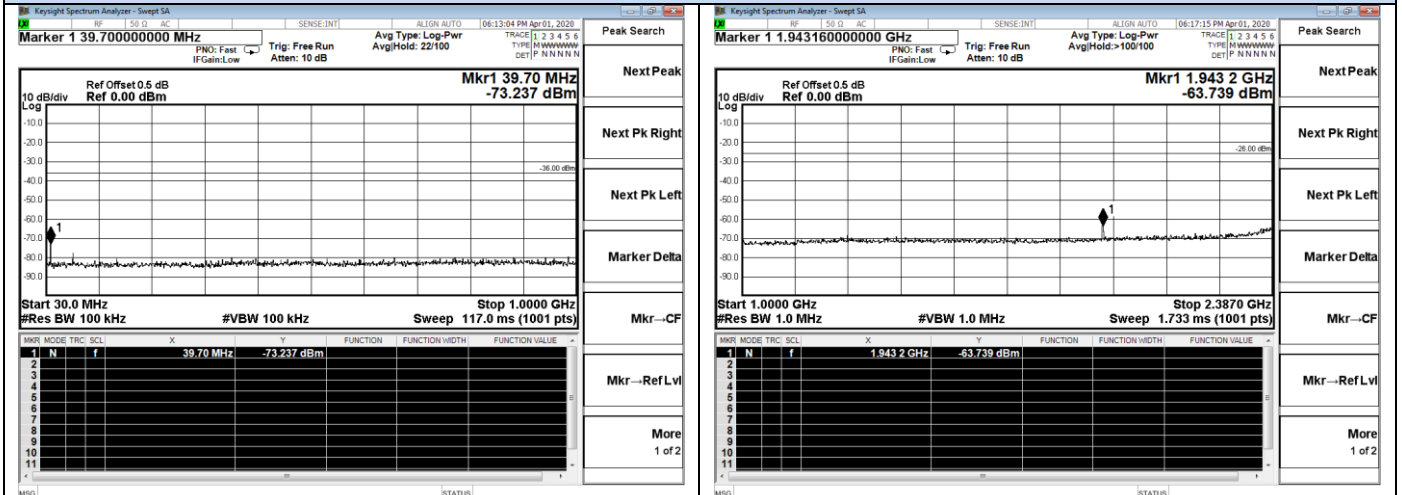 Keysight Spectrum Analyzer - Swept SA
RF 50 Ω AC SENSE:INT ALIGN AUTO 06:13:04 PM Apr 01, 2020
Marker 1 39.700000000 MHz
Avg Type: Log-Pwr
TRACE 1 2 3 4 5 6
PNO: Fast
Trig: Free Run
Avg|Hold: 22/100
TYPE M WWWWW
IFGain:Low
Atten: 10 dB
DET P N N N N N
Peak Search
Mkr1 39.70 MHz
Ref Offset 0.5 dB
10 dB/div Ref 0.00 dBm
-73.237 dBm
Log
-10.0
-20.0
-30.0
-36.00 dBm
-40.0
-50.0
-60.0
1
-70.0
-80.0
-90.0
Start 30.0 MHz
Stop 1.0000 GHz
#Res BW 100 kHz #VBW 100 kHz Sweep 117.0 ms (1001 pts)
MKR MODE TRC SCL X Y FUNCTION FUNCTION WIDTH FUNCTION VALUE
1 N f 39.70 MHz -73.237 dBm
2
3
4
5
6
7
8
9
10
11
MSG STATUS
Next Peak
Next Pk Right
Next Pk Left
Marker Delta
Mkr→CF
Mkr→Ref Lvl
More
1 of 2
Keysight Spectrum Analyzer - Swept SA
RF 50 Ω AC SENSE:INT ALIGN AUTO 06:17:15 PM Apr 01, 2020
Marker 1 1.943160000000 GHz
Avg Type: Log-Pwr
TRACE 1 2 3 4 5 6
PNO: Fast
Trig: Free Run
Avg|Hold:>100/100
TYPE M WWWWW
IFGain:Low
Atten: 10 dB
DET P N N N N N
Peak Search
Mkr1 1.943 2 GHz
Ref Offset 0.5 dB
10 dB/div Ref 0.00 dBm
-63.739 dBm
Log
-10.0
-20.0
-26.00 dBm
-30.0
-40.0
-50.0
-60.0
1
-70.0
-80.0
-90.0
Start 1.0000 GHz
Stop 2.3870 GHz
#Res BW 1.0 MHz #VBW 1.0 MHz Sweep 1.733 ms (1001 pts)
MKR MODE TRC SCL X Y FUNCTION FUNCTION WIDTH FUNCTION VALUE
1 N f 1.943 2 GHz -63.739 dBm
2
3
4
5
6
7
8
9
10
11
MSG STATUS
Next Peak
Next Pk Right
Next Pk Left
Marker Delta
Mkr→CF
Mkr→Ref Lvl
More
1 of 2